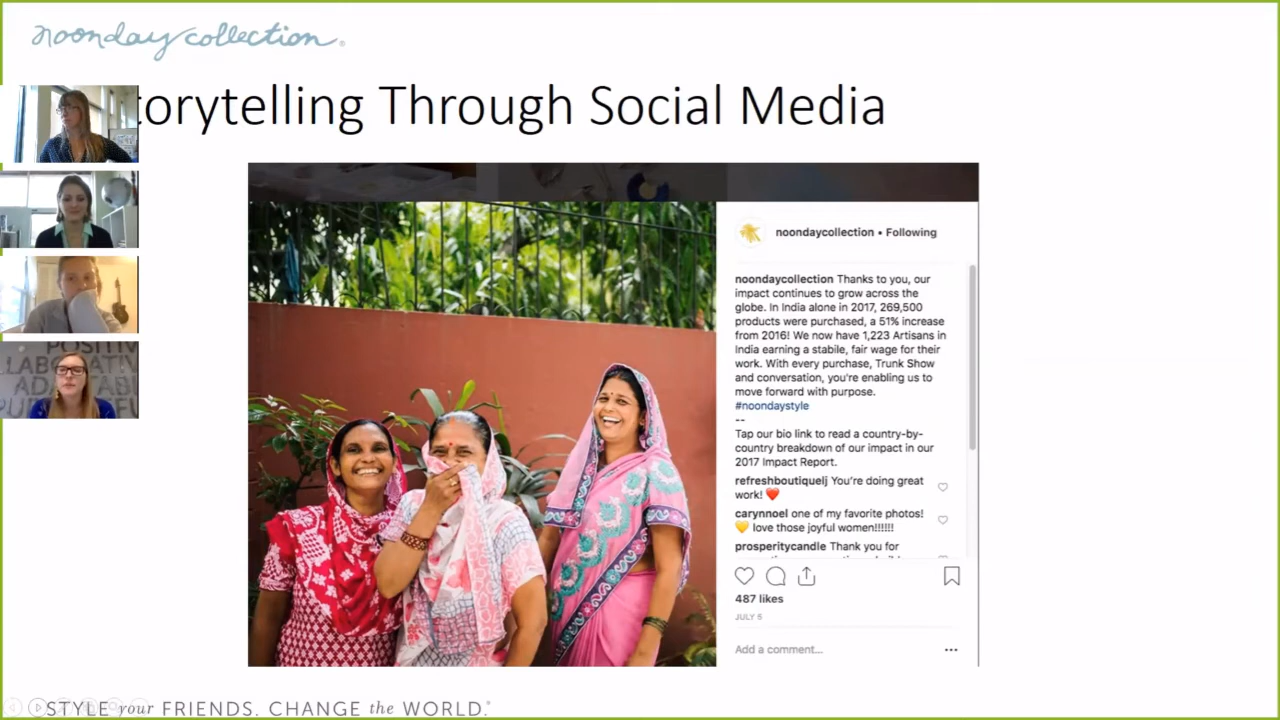 noonday collection
torytelling Through Social Media
noondaycollection • Following
noondaycollection Thanks to you, our
impact continues to grow across the
globe. In India alone in 2017, 269,500
products were purchased, a 51% increase
from 2016! We now have 1,223 Artisans in
India earning a stabile, fair wage for their
work. With every purchase, Trunk Show
and conversation, you're enabling us to
move forward with purpose.
#noondaystyle
--
Tap our bio link to read a country-by-
country breakdown of our impact in our
2017 Impact Report.
refreshboutiquelj You're doing great
work! ❤️
carynnoel one of my favorite photos!
💛 love those joyful women!!!!!!
prosperitycandle Thank you for
487 likes
JULY 5
Add a comment...
POSITIV
LABORATIV
ADAPTABL
STYLE your FRIENDS. CHANGE the WORLD.®